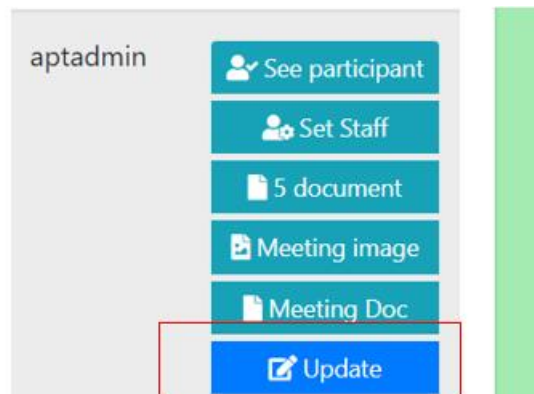 aptadmin
See participant
Set Staff
5 document
Meeting image
Meeting Doc
Update